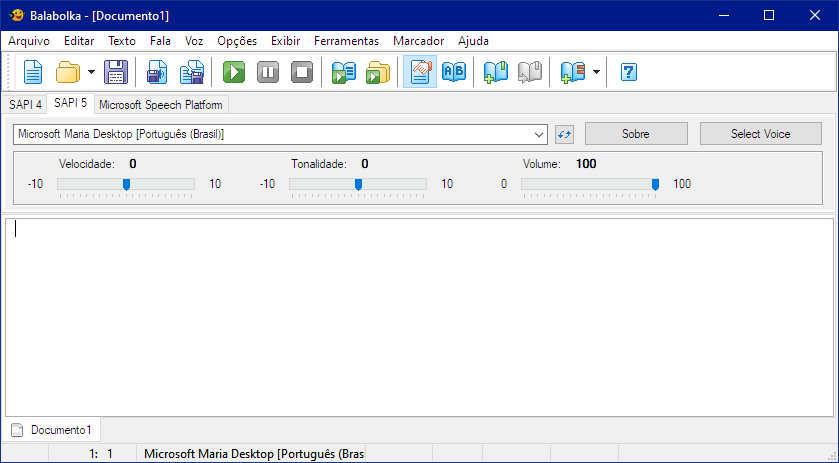 Balabolka - [Documento1]
Arquivo Editar Texto Fala Voz Opções Exibir Ferramentas Marcador Ajuda
A B ?
SAPI 4 SAPI 5 Microsoft Speech Platform
Microsoft Maria Desktop [Português (Brasil)] Sobre Select Voice
Velocidade: 0 Tonalidade: 0 Volume: 100
-10 10 -10 10 0 100
Documento1
1: 1 Microsoft Maria Desktop [Português (Bras